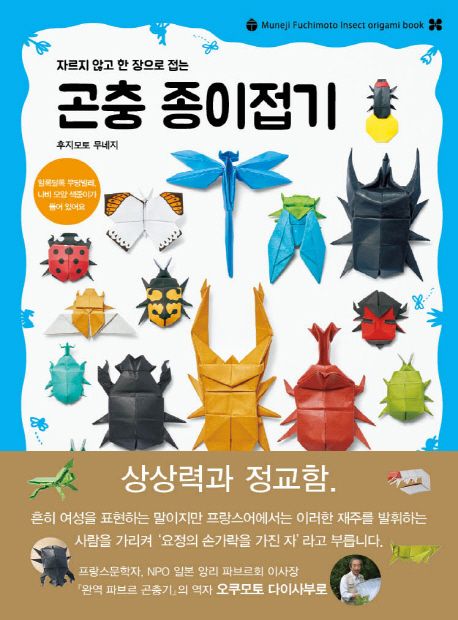 Muneji Fuchimoto Insect origami book
자르지 않고 한 장으로 접는
곤충 종이접기
후지모토 무네지
알록달록 무당벌레,
나비 모양 색종이가
들어 있어요
상상력과 정교함.
흔히 여성을 표현하는 말이지만 프랑스어에서는 이러한 재주를 발휘하는
사람을 가리켜 ‘요정의 손가락을 가진 자’라고 부릅니다.
프랑스문학자, NPO 일본 앙리 파브르회 이사장
「완역 파브르 곤충기」의 역자 오쿠모토 다이사부로